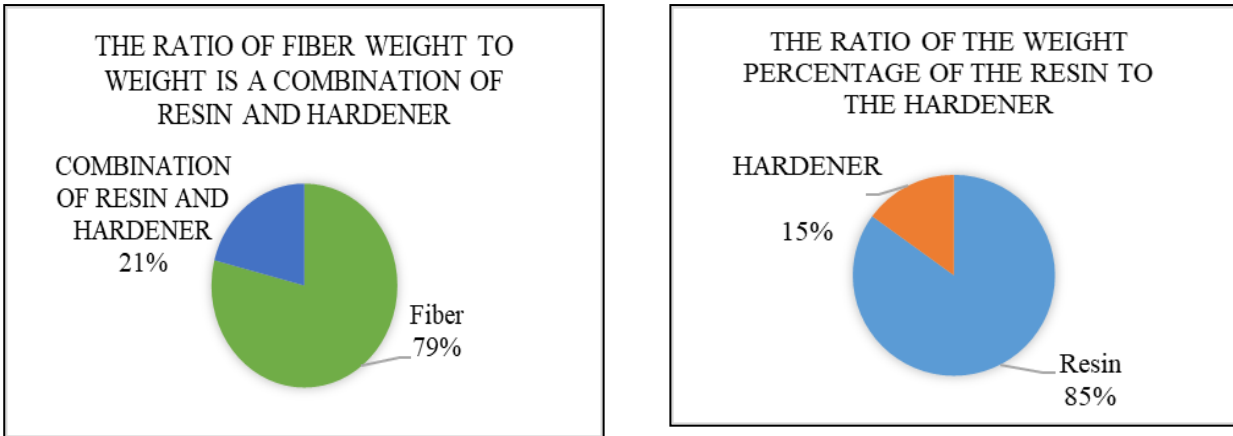 THE RATIO OF FIBER WEIGHT TO
WEIGHT IS A COMBINATION OF
RESIN AND HARDENER
COMBINATION
OF RESIN AND
HARDENER
21%
Fiber
79%
THE RATIO OF THE WEIGHT
PERCENTAGE OF THE RESIN TO
THE HARDENER
HARDENER
15%
Resin
85%